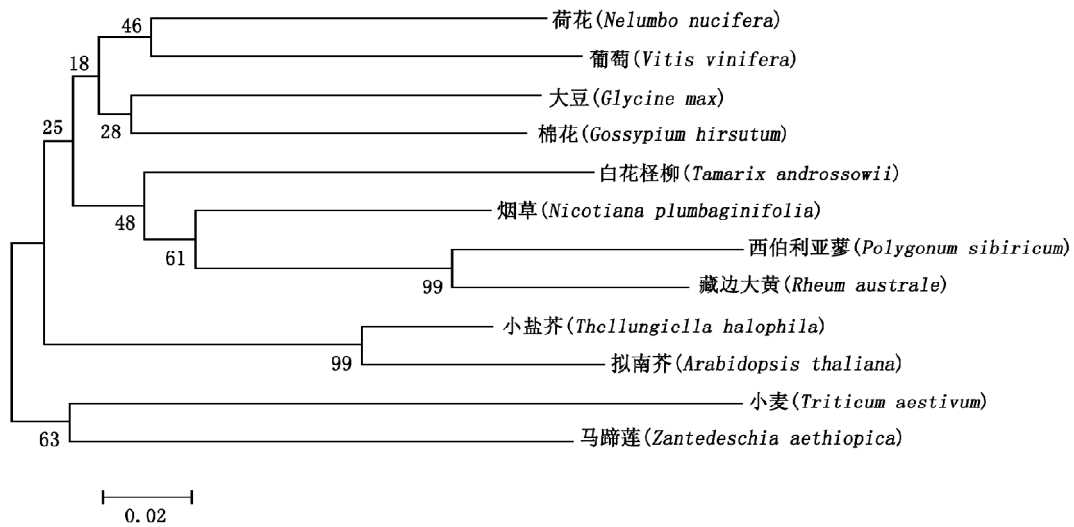 荷花(Nelumbo nucifera)
46
葡萄(Vitis vinifera)
18
大豆(Glycine max)
25
28
棉花(Gossypium hirsutum)
白花柽柳(Tamarix androssowii)
48
烟草(Nicotiana plumbaginifolia)
61
西伯利亚蓼(Polygonum sibiricum)
99
藏边大黄(Rheum australe)
小盐芥(Thellungiella halophila)
99
拟南芥(Arabidopsis thaliana)
小麦(Triticum aestivum)
63
马蹄莲(Zantedeschia aethiopica)
0.02